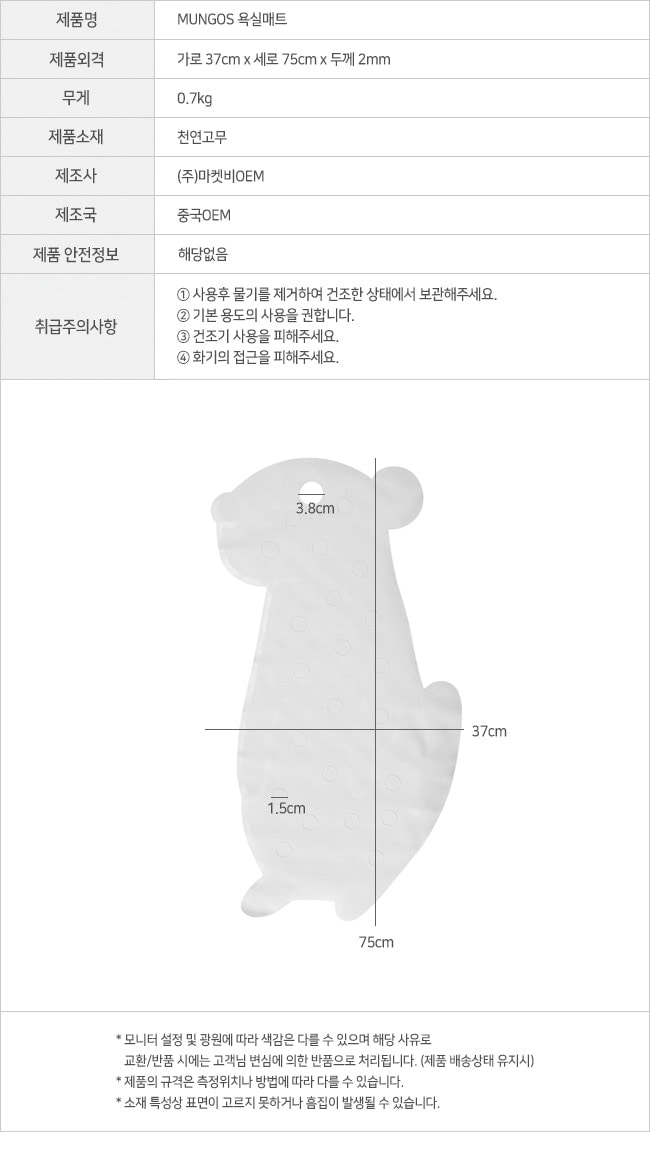 제품명
MUNGOS 욕실매트
제품외격
가로 37cm x 세로 75cm x 두께 2mm
무게
0.7kg
제품소재
천연고무
제조사
(주)마켓비OEM
제조국
중국OEM
제품 안전정보
해당없음
취급주의사항
① 사용후 물기를 제거하여 건조한 상태에서 보관해주세요.
② 기본 용도의 사용을 권합니다.
③ 건조기 사용을 피해주세요.
④ 화기의 접근을 피해주세요.
3.8cm
37cm
1.5cm
75cm
* 모니터 설정 및 광원에 따라 색감은 다를 수 있으며 해당 사유로
교환/반품 시에는 고객님 변심에 의한 반품으로 처리됩니다. (제품 배송상태 유지시)
* 제품의 규격은 측정위치나 방법에 따라 다를 수 있습니다.
* 소재 특성상 표면이 고르지 못하거나 흠집이 발생될 수 있습니다.